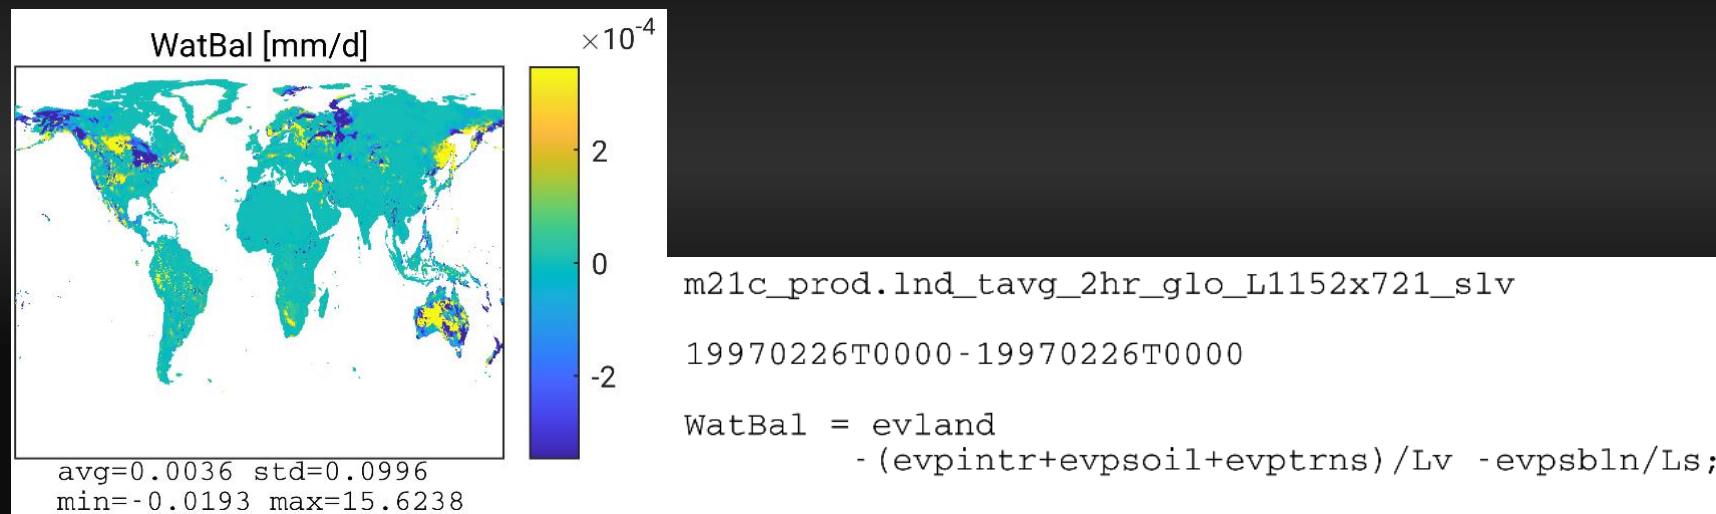 WatBal [mm/d]
×10-4
2
0
-2
avg=0.0036 std=0.0996
min=-0.0193 max=15.6238
m21c_prod.lnd_tavg_2hr_glo_L1152x721_slv
19970226T0000-19970226T0000
WatBal = evland
-(evpintr+evpsoil+evptrns)/Lv -evpsbln/Ls;